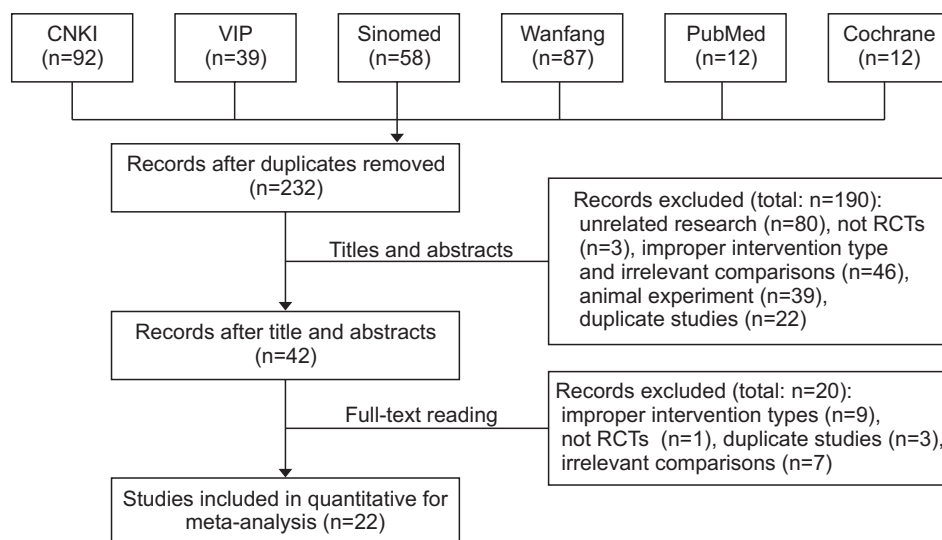 CNKI
(n=92)
VIP
(n=39)
Sinomed
(n=58)
Wanfang
(n=87)
PubMed
(n=12)
Cochrane
(n=12)
Records after duplicates removed
(n=232)
Records excluded (total: n=190):
unrelated research (n=80), not RCTs
(n=3), improper intervention type
and irrelevant comparisons (n=46),
animal experiment (n=39),
duplicate studies (n=22)
Titles and abstracts
Records after title and abstracts
(n=42)
Records excluded (total: n=20):
improper intervention types (n=9),
not RCTs (n=1), duplicate studies (n=3),
irrelevant comparisons (n=7)
Full-text reading
Studies included in quantitative for
meta-analysis (n=22)